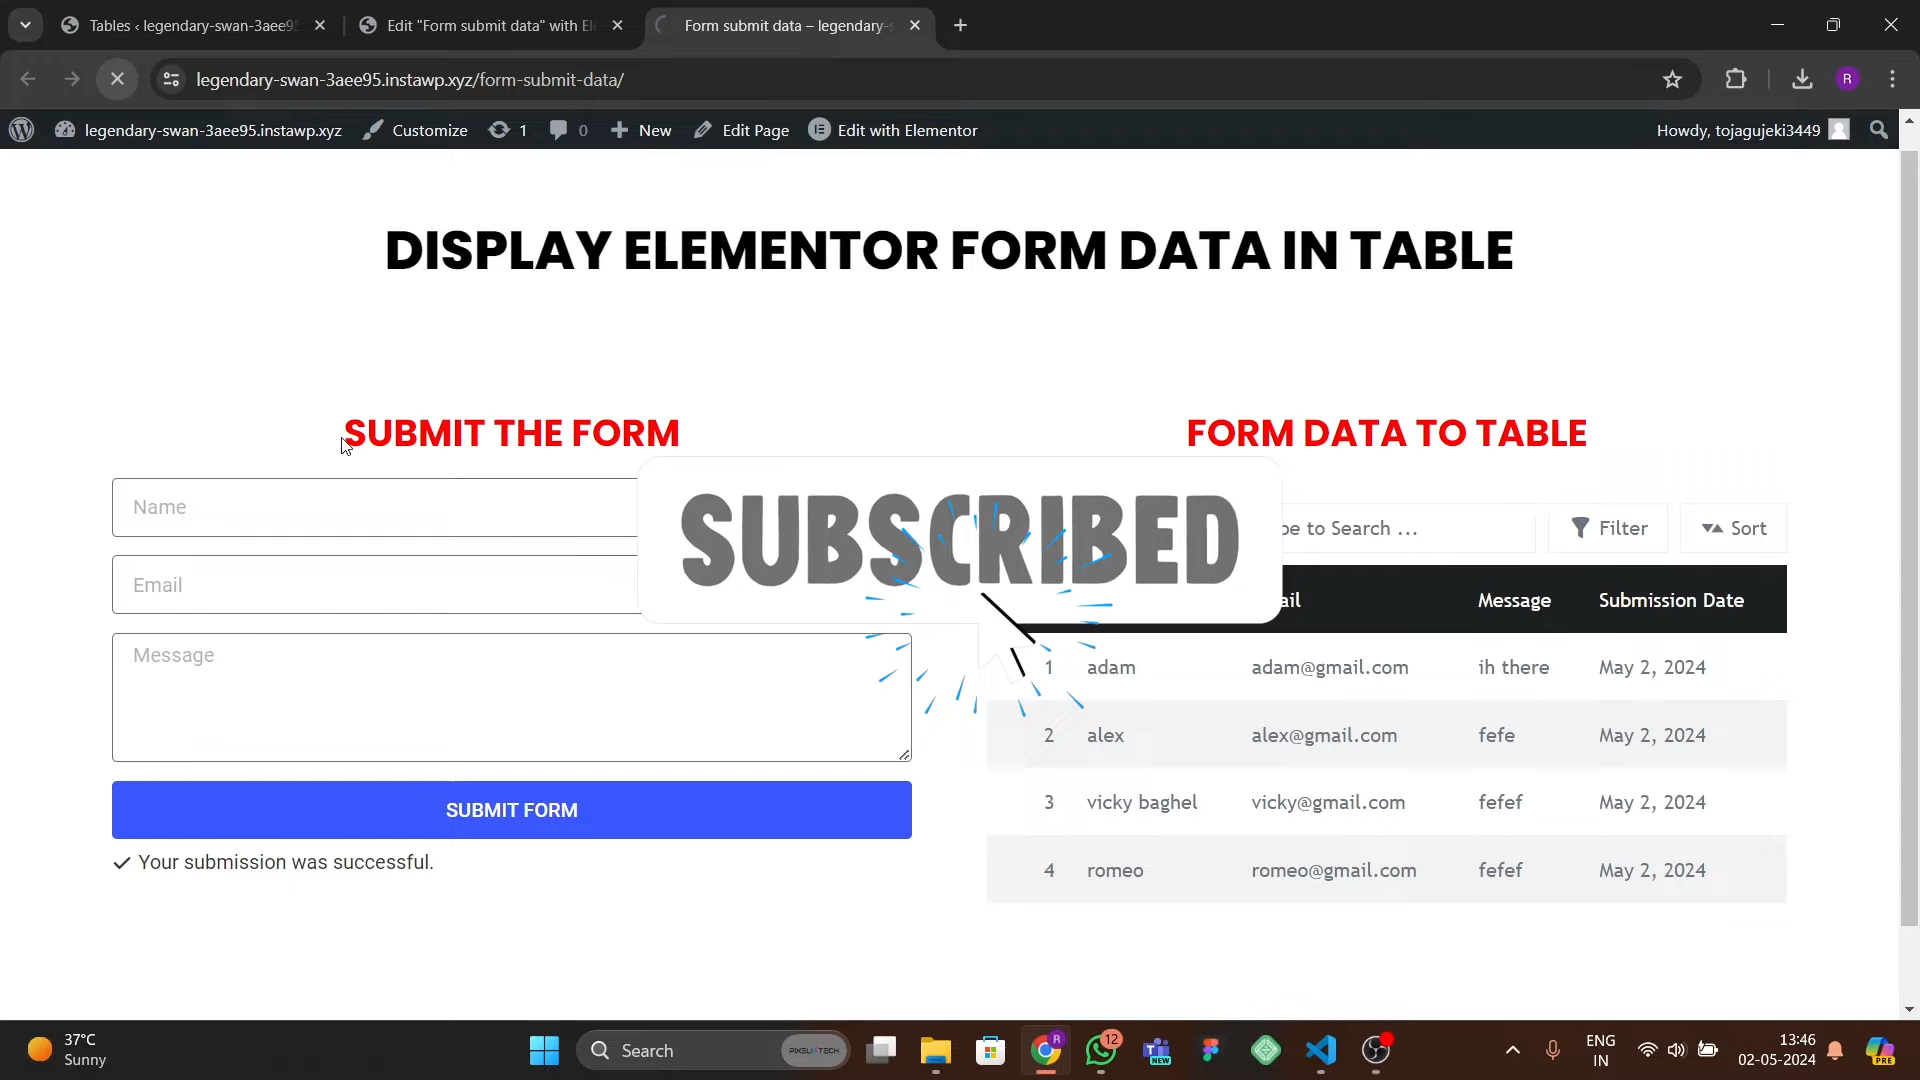 Tables ‹ legendary-swan-3aee9
Edit "Form submit data" with El
Form submit data – legendary-s
legendary-swan-3aee95.instawp.xyz/form-submit-data/
R
legendary-swan-3aee95.instawp.xyz
Customize
1
0
New
Edit Page
Edit with Elementor
Howdy, tojagujeki3449
DISPLAY ELEMENTOR FORM DATA IN TABLE
SUBMIT THE FORM
FORM DATA TO TABLE
Name
Email
Message
SUBMIT FORM
Your submission was successful.
SUBSCRIBED
pe to Search ...
Filter
Sort
ail Message Submission Date
1 adam adam@gmail.com ih there May 2, 2024
2 alex alex@gmail.com fefe May 2, 2024
3 vicky baghel vicky@gmail.com fefef May 2, 2024
4 romeo romeo@gmail.com fefef May 2, 2024
37°C
Sunny
Search
PIXEL TECH
R
12
NEW
ENG
IN
13:46
02-05-2024
PRE